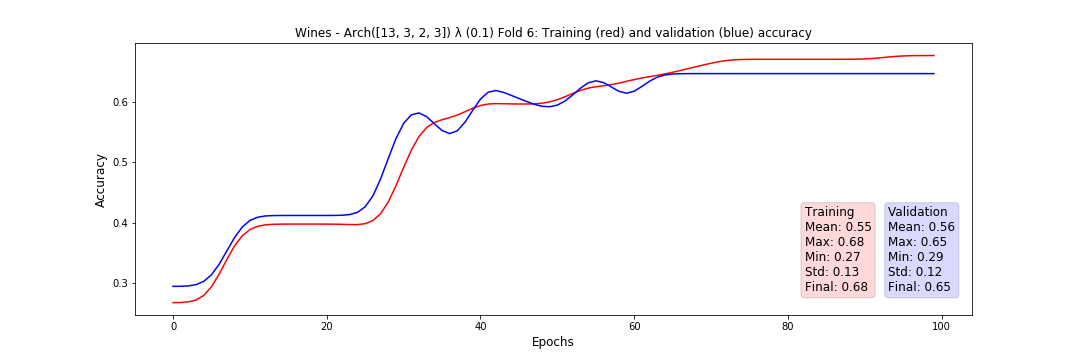 Wines - Arch([13, 3, 2, 3]) λ (0.1) Fold 6: Training (red) and validation (blue) accuracy
Accuracy
0.6
0.5
0.4
0.3
Training
Mean: 0.55
Max: 0.68
Min: 0.27
Std: 0.13
Final: 0.68
Validation
Mean: 0.56
Max: 0.65
Min: 0.29
Std: 0.12
Final: 0.65
0
20
40
60
80
100
Epochs